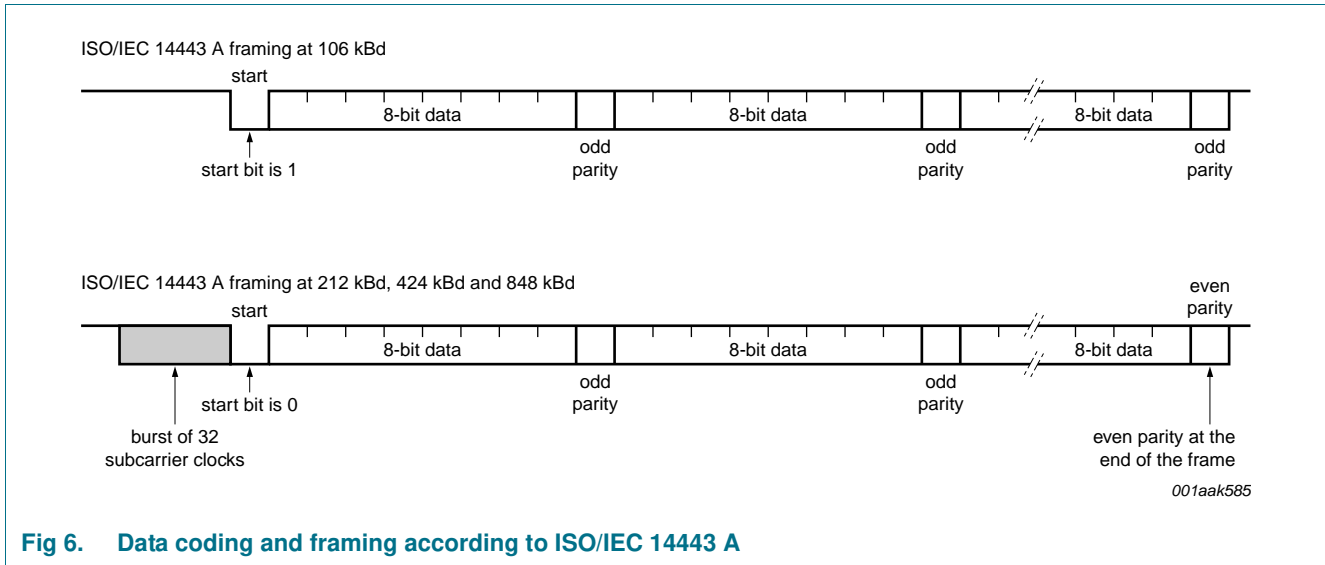 ISO/IEC 14443 A framing at 106 kBd
start
8-bit data 8-bit data 8-bit data
start bit is 1
odd parity
odd parity
odd parity
ISO/IEC 14443 A framing at 212 kBd, 424 kBd and 848 kBd
start
even parity
8-bit data 8-bit data 8-bit data
start bit is 0
odd parity
odd parity
burst of 32
subcarrier clocks
even parity at the
end of the frame
001aak585
Fig 6. Data coding and framing according to ISO/IEC 14443 A